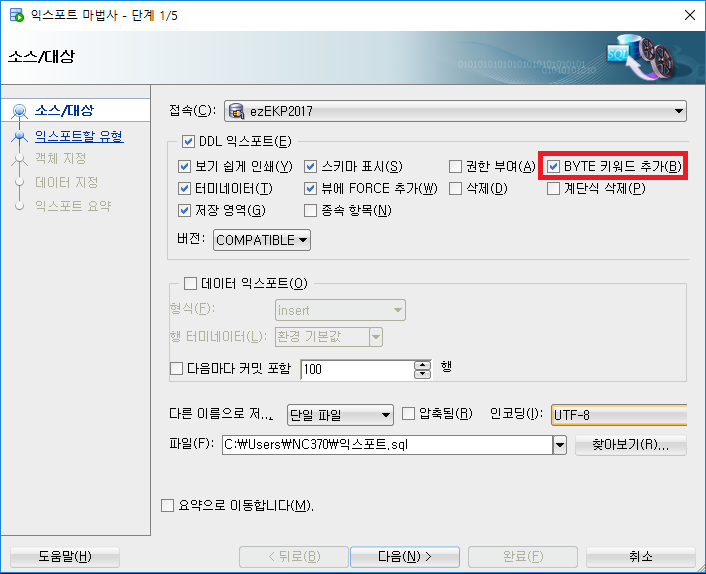 익스포트 마법사 - 단계 1/5
소스/대상
소스/대상
익스포트할 유형
객체 지정
데이터 지정
익스포트 요약
접속(C): ezEKP2017
DDL 익스포트(E)
보기 쉽게 인쇄(Y) 스키마 표시(S) 권한 부여(A) BYTE 키워드 추가(B)
터미네이터(T) 뷰에 FORCE 추가(W) 삭제(D) 계단식 삭제(P)
저장 영역(G) 종속 항목(N)
버전: COMPATIBLE
데이터 익스포트(O)
형식(F): insert
행 터미네이터(L): 환경 기본값
다음마다 커밋 포함 100 행
다른 이름으로 저... 단일 파일 압축됨(R) 인코딩(I): UTF-8
파일(F): C:₩Users₩NC370₩익스포트.sql 찾아보기(R)...
요약으로 이동합니다(M).
도움말(H) < 뒤로(B) 다음(N) > 완료(F) 취소